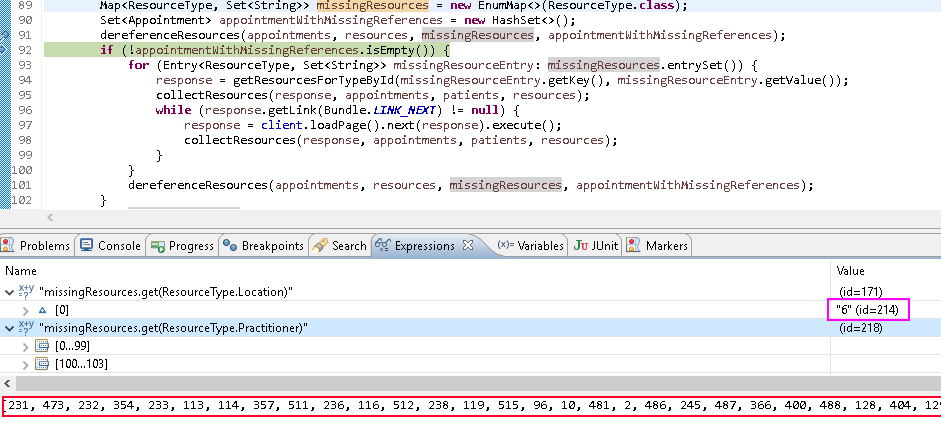 89 Map<ResourceType, Set<String>> missingResources = new EnumMap<>(ResourceType.class);
90 Set<Appointment> appointmentWithMissingReferences = new HashSet<>();
91 dereferenceResources(appointments, resources, missingResources, appointmentWithMissingReferences);
92 if (!appointmentWithMissingReferences.isEmpty()) {
93 for (Entry<ResourceType, Set<String>> missingResourceEntry: missingResources.entrySet()) {
94 response = getResourcesForTypeById(missingResourceEntry.getKey(), missingResourceEntry.getValue());
95 collectResources(response, appointments, patients, resources);
96 while (response.getLink(Bundle.LINK_NEXT) != null) {
97 response = client.loadPage().next(response).execute();
98 collectResources(response, appointments, patients, resources);
99 }
100 }
101 dereferenceResources(appointments, resources, missingResources, appointmentWithMissingReferences);
102 }
Problems Console Progress Breakpoints Search Expressions (x)= Variables Ju JUnit Markers
Name Value
x+y =? "missingResources.get(ResourceType.Location)" (id=171)
[0] "6" (id=214)
x+y =? "missingResources.get(ResourceType.Practitioner)" (id=218)
[0...99]
[100...103]
[231, 473, 232, 354, 233, 113, 114, 357, 511, 236, 116, 512, 238, 119, 515, 96, 10, 481, 2, 486, 245, 487, 366, 400, 488, 128, 404,